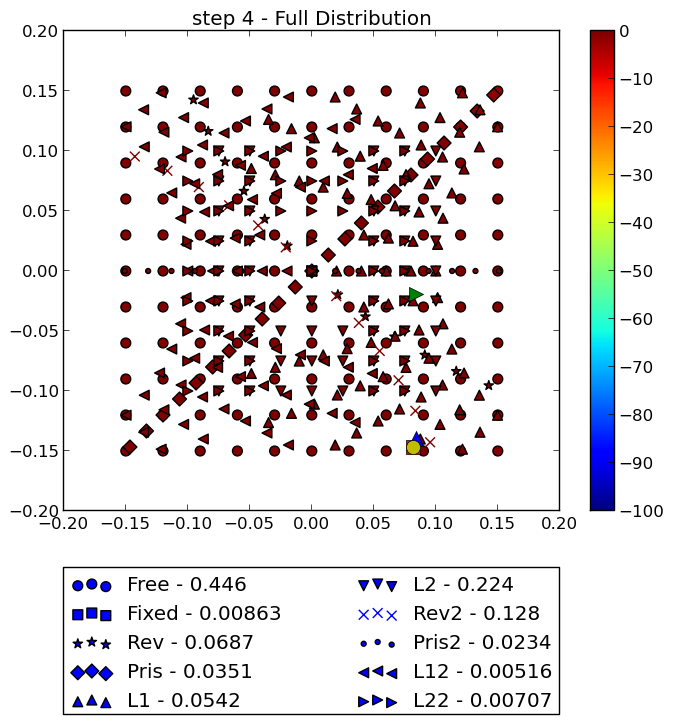 step 4 - Full Distribution
0.20
0.15
0.10
0.05
0.00
−0.05
−0.10
−0.15
−0.20
−0.20 −0.15 −0.10 −0.05 0.00 0.05 0.10 0.15 0.20
0
−10
−20
−30
−40
−50
−60
−70
−80
−90
−100
Free - 0.446
Fixed - 0.00863
Rev - 0.0687
Pris - 0.0351
L1 - 0.0542
L2 - 0.224
Rev2 - 0.128
Pris2 - 0.0234
L12 - 0.00516
L22 - 0.00707